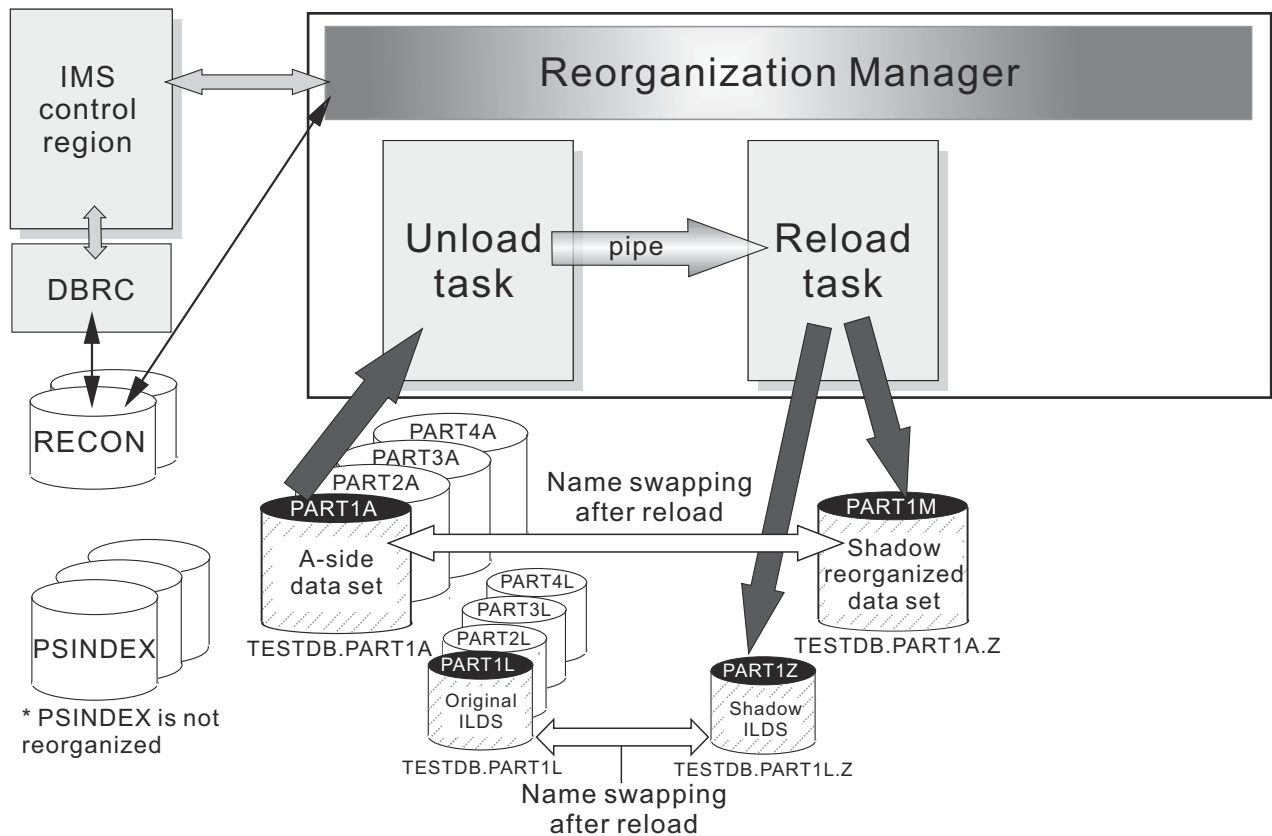 IMS
control
region
Reorganization Manager
DBRC
RECON
Unload
task
pipe
Reload
task
PART4A
PART3A
PART2A
PART1A
A-side
data set
TESTDB.PART1A
Name swapping
after reload
PART1M
Shadow
reorganized
data set
TESTDB.PART1A.Z
PSINDEX
* PSINDEX is not
reorganized
PART4L
PART3L
PART2L
PART1L
Original
ILDS
TESTDB.PART1L
PART1Z
Shadow
ILDS
TESTDB.PART1L.Z
Name swapping
after reload